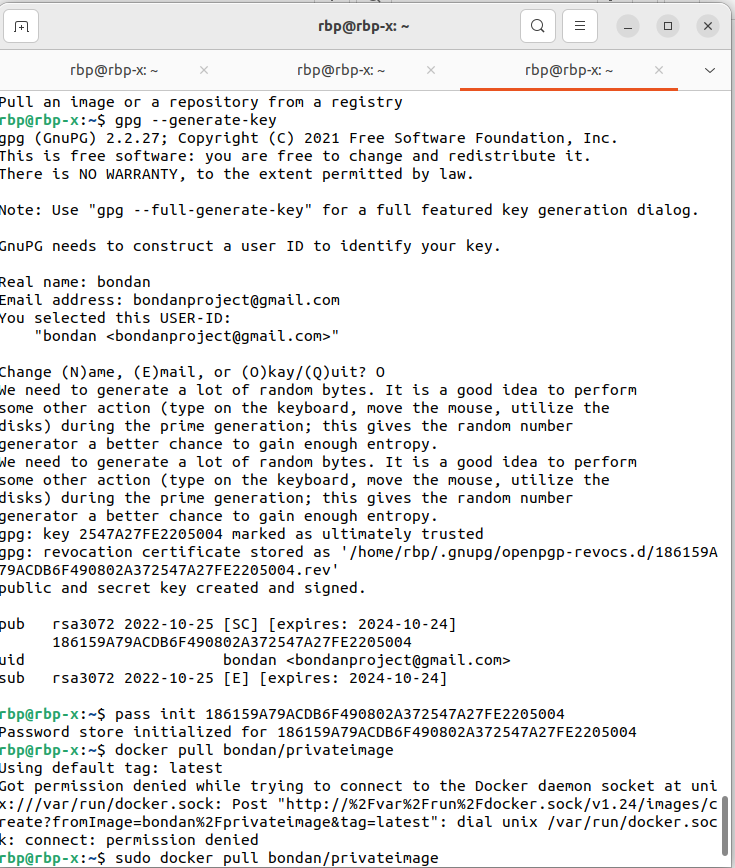 rbp@rbp-x: ~
rbp@rbp-x: ~
rbp@rbp-x: ~
rbp@rbp-x: ~
Pull an image or a repository from a registry
rbp@rbp-x:~$ gpg --generate-key
gpg (GnuPG) 2.2.27; Copyright (C) 2021 Free Software Foundation, Inc.
This is free software: you are free to change and redistribute it.
There is NO WARRANTY, to the extent permitted by law.
Note: Use "gpg --full-generate-key" for a full featured key generation dialog.
GnuPG needs to construct a user ID to identify your key.
Real name: bondan
Email address: bondanproject@gmail.com
You selected this USER-ID:
"bondan <bondanproject@gmail.com>"
Change (N)ame, (E)mail, or (O)kay/(Q)uit? O
We need to generate a lot of random bytes. It is a good idea to perform
some other action (type on the keyboard, move the mouse, utilize the
disks) during the prime generation; this gives the random number
generator a better chance to gain enough entropy.
We need to generate a lot of random bytes. It is a good idea to perform
some other action (type on the keyboard, move the mouse, utilize the
disks) during the prime generation; this gives the random number
generator a better chance to gain enough entropy.
gpg: key 2547A27FE2205004 marked as ultimately trusted
gpg: revocation certificate stored as '/home/rbp/.gnupg/openpgp-revocs.d/186159A
79ACDB6F490802A372547A27FE2205004.rev'
public and secret key created and signed.
pub   rsa3072 2022-10-25 [SC] [expires: 2024-10-24]
186159A79ACDB6F490802A372547A27FE2205004
uid                      bondan <bondanproject@gmail.com>
sub   rsa3072 2022-10-25 [E] [expires: 2024-10-24]
rbp@rbp-x:~$ pass init 186159A79ACDB6F490802A372547A27FE2205004
Password store initialized for 186159A79ACDB6F490802A372547A27FE2205004
rbp@rbp-x:~$ docker pull bondan/privateimage
Using default tag: latest
Got permission denied while trying to connect to the Docker daemon socket at uni
x:///var/run/docker.sock: Post "http://%2Fvar%2Frun%2Fdocker.sock/v1.24/images/c
reate?fromImage=bondan%2Fprivateimage&tag=latest": dial unix /var/run/docker.soc
k: connect: permission denied
rbp@rbp-x:~$ sudo docker pull bondan/privateimage